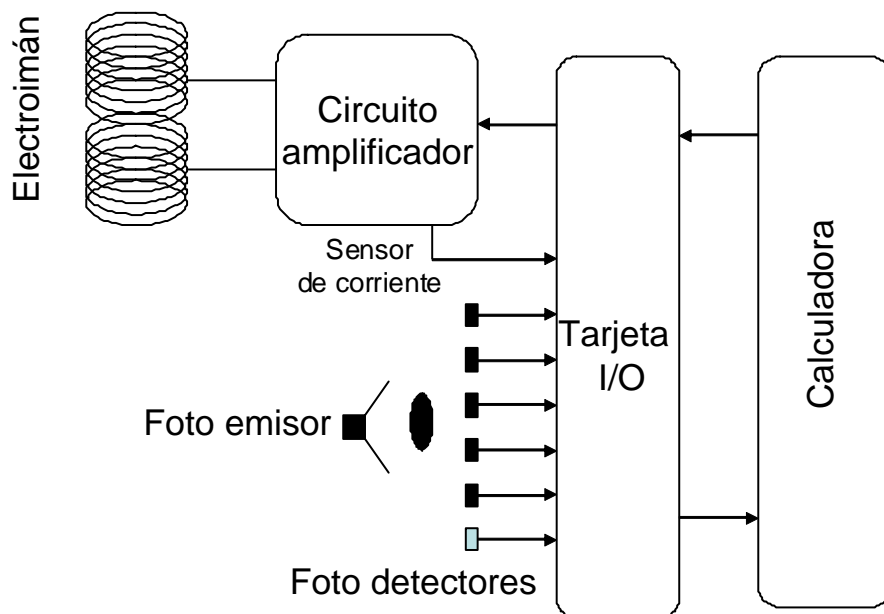 Electroimán
Circuito
amplificador
Sensor
de corriente
Tarjeta
I/O
Calculadora
Foto emisor
Foto detectores